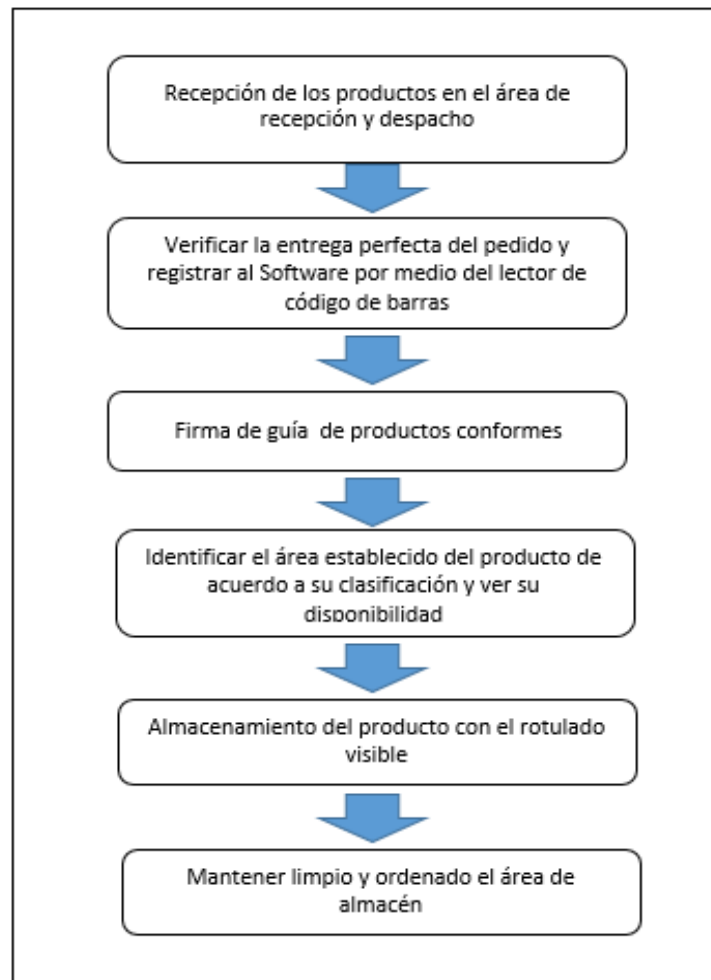 Recepción de los productos en el área de
recepción y despacho
Verificar la entrega perfecta del pedido y
registrar al Software por medio del lector de
código de barras
Firma de guía  de productos conformes
Identificar el área establecido del producto de
acuerdo a su clasificación y ver su
disponibilidad
Almacenamiento del producto con el rotulado
visible
Mantener limpio y ordenado el área de
almacén